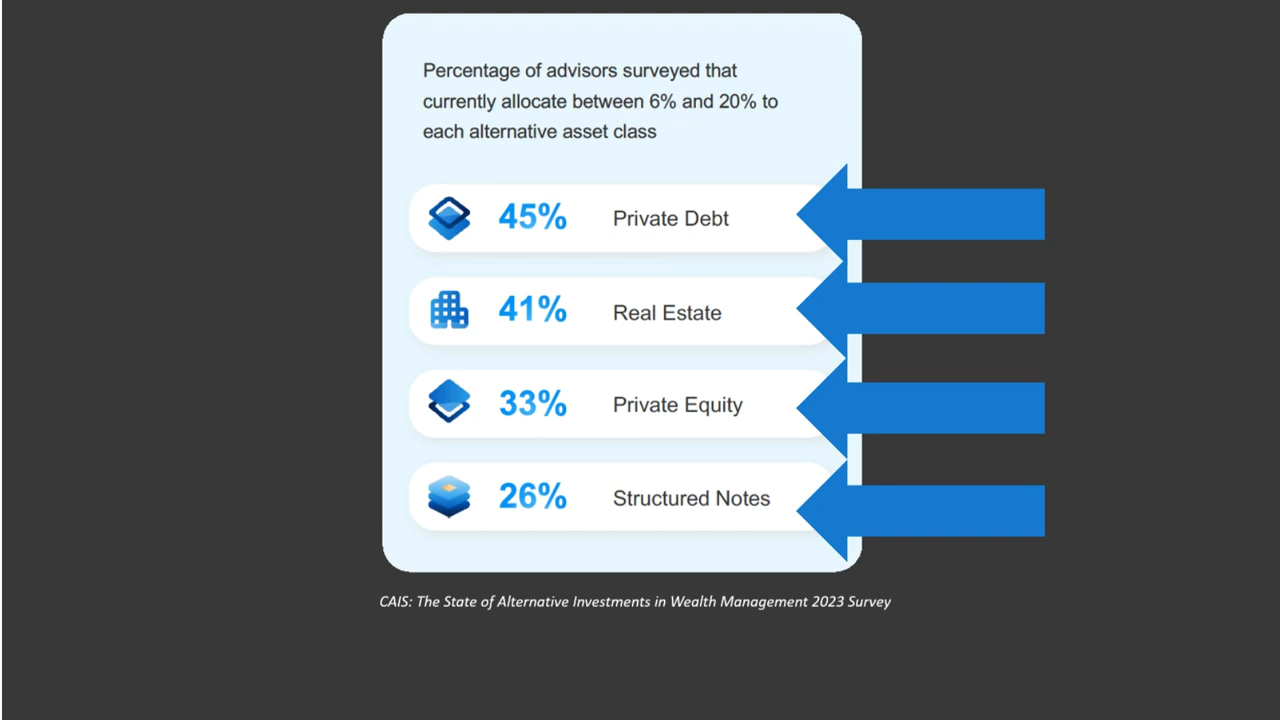 Percentage of advisors surveyed that
currently allocate between 6% and 20% to
each alternative asset class
45% Private Debt
41% Real Estate
33% Private Equity
26% Structured Notes
CAIS: The State of Alternative Investments in Wealth Management 2023 Survey